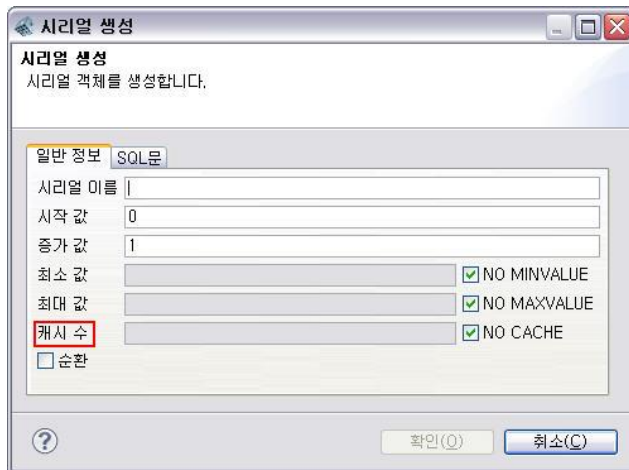 시리얼 생성
시리얼 생성
시리얼 객체를 생성합니다.
일반 정보 SQL문
시리얼 이름
시작 값 0
증가 값 1
최소 값 NO MINVALUE
최대 값 NO MAXVALUE
캐시 수 NO CACHE
순환
확인(O) 취소(C)